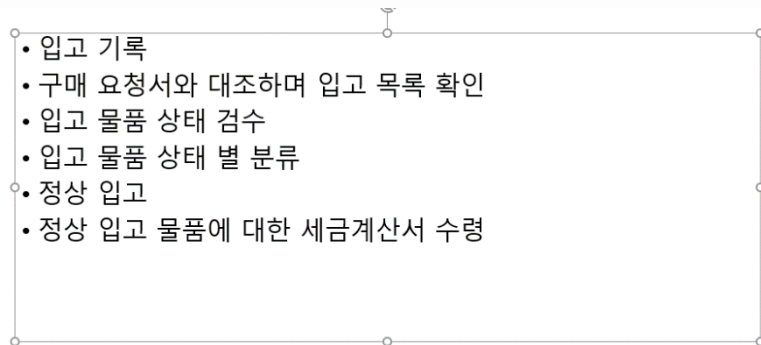 • 입고 기록
• 구매 요청서와 대조하며 입고 목록 확인
• 입고 물품 상태 검수
• 입고 물품 상태 별 분류
• 정상 입고
• 정상 입고 물품에 대한 세금계산서 수령